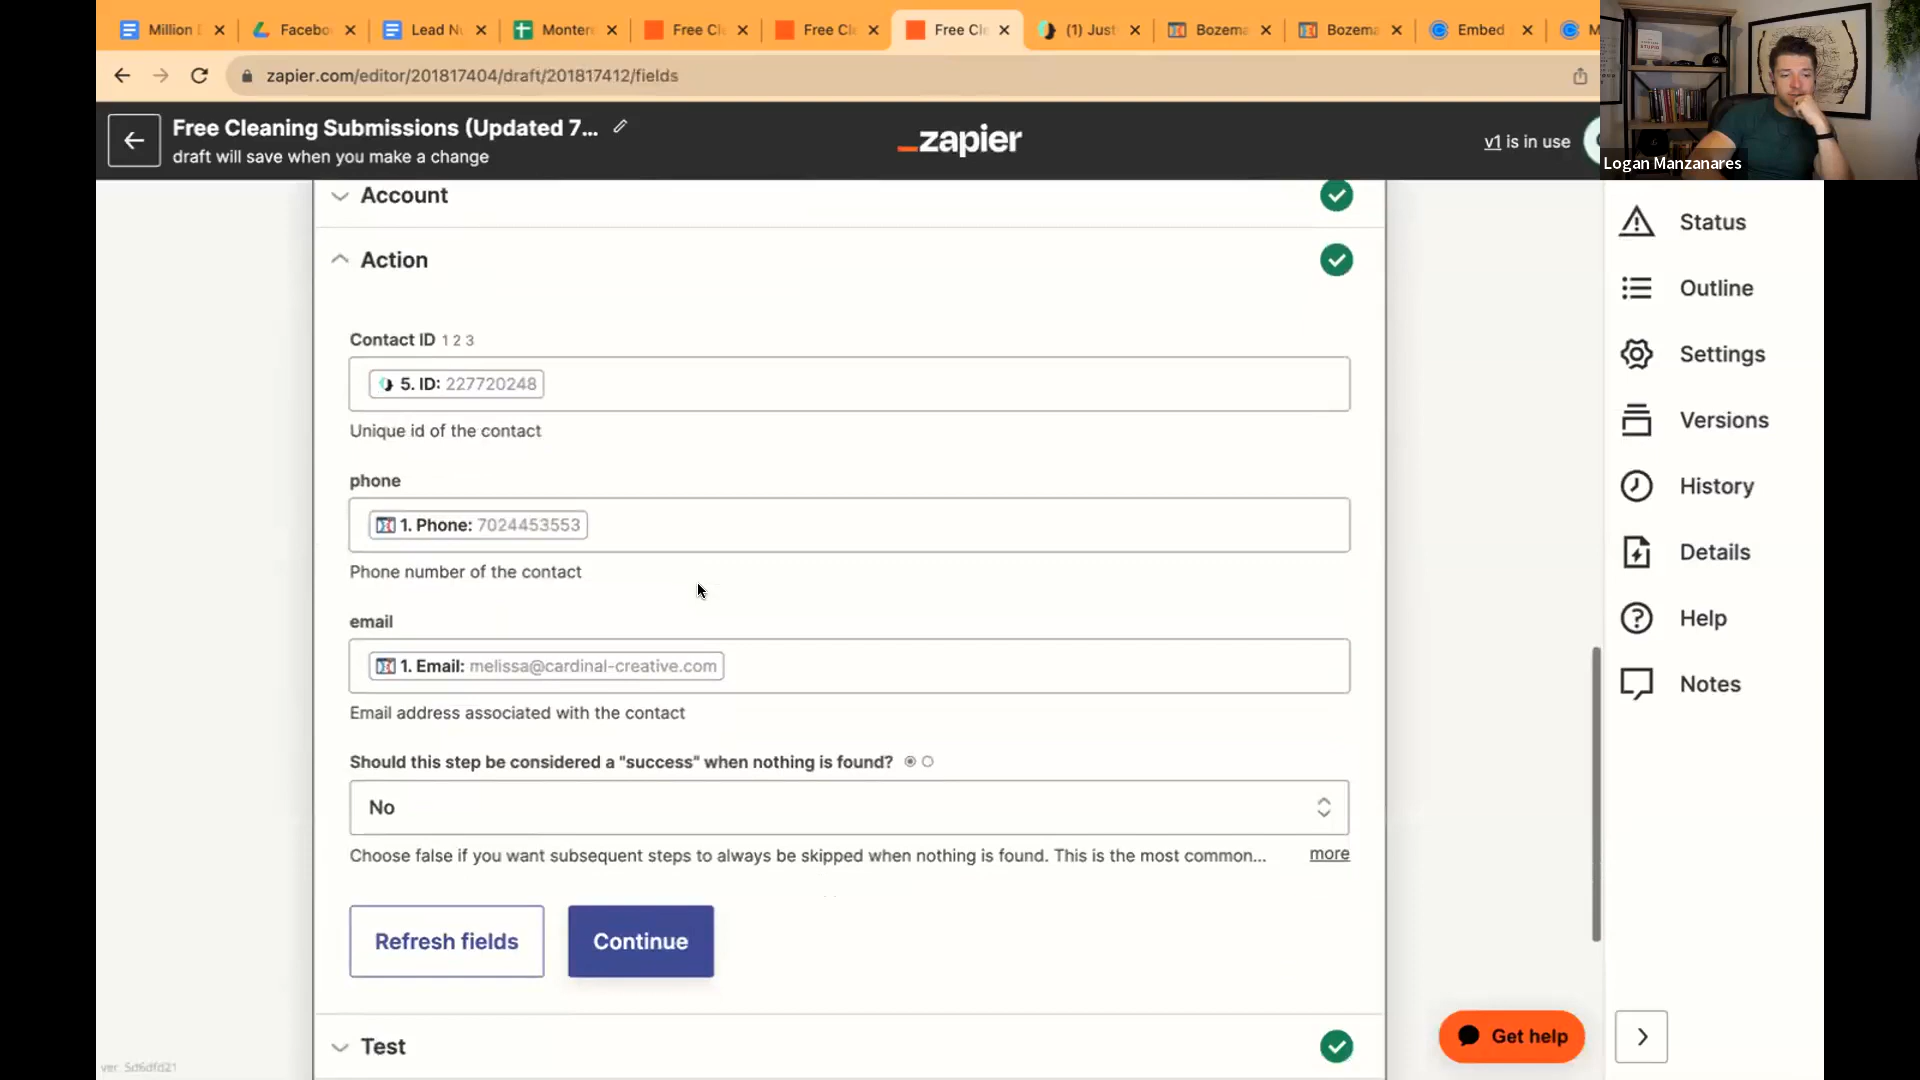 Million
Facebo
Lead N
Monter
Free Cl
Free Cle
Free Cle
(1) Just
Bozema
Bozema
Embed
M
zapier.com/editor/201817404/draft/201817412/fields
Free Cleaning Submissions (Updated 7...
draft will save when you make a change
zapier
v1 is in use
Logan Manzanares
Account
Action
Contact ID 1 2 3
5. ID: 227720248
Unique id of the contact
phone
1. Phone: 7024453553
Phone number of the contact
email
1. Email: melissa@cardinal-creative.com
Email address associated with the contact
Should this step be considered a "success" when nothing is found?
No
Choose false if you want subsequent steps to always be skipped when nothing is found. This is the most common... more
Refresh fields
Continue
Test
Status
Outline
Settings
Versions
History
Details
Help
Notes
Get help
ver. 5d6dfd21